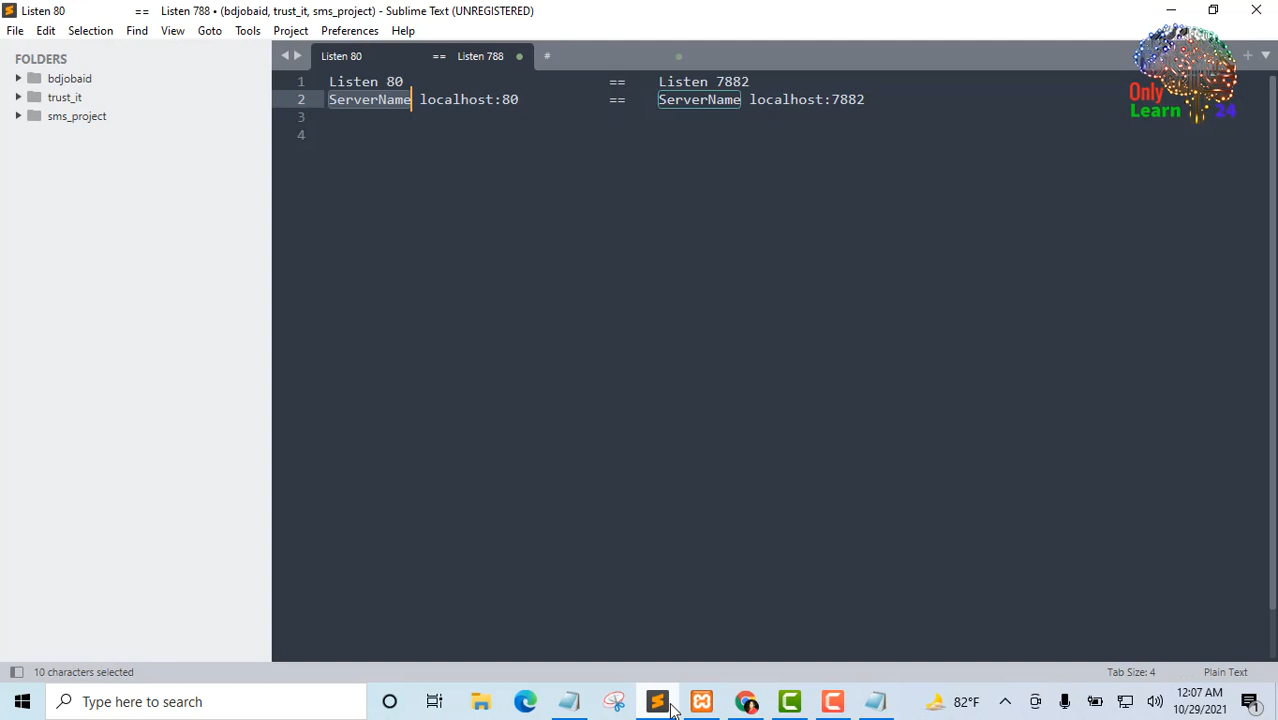 Listen 80 == Listen 788 • (bdjobaid, trust_it, sms_project) - Sublime Text (UNREGISTERED)
File Edit Selection Find View Goto Tools Project Preferences Help
FOLDERS
bdjobaid
trust_it
sms_project
Listen 80 == Listen 788
#
1 Listen 80 == Listen 7882
2 ServerName localhost:80 == ServerName localhost:7882
3
4
Only
Learn 24
10 characters selected
Tab Size: 4 Plain Text
Type here to search
82°F
12:07 AM
10/29/2021
1